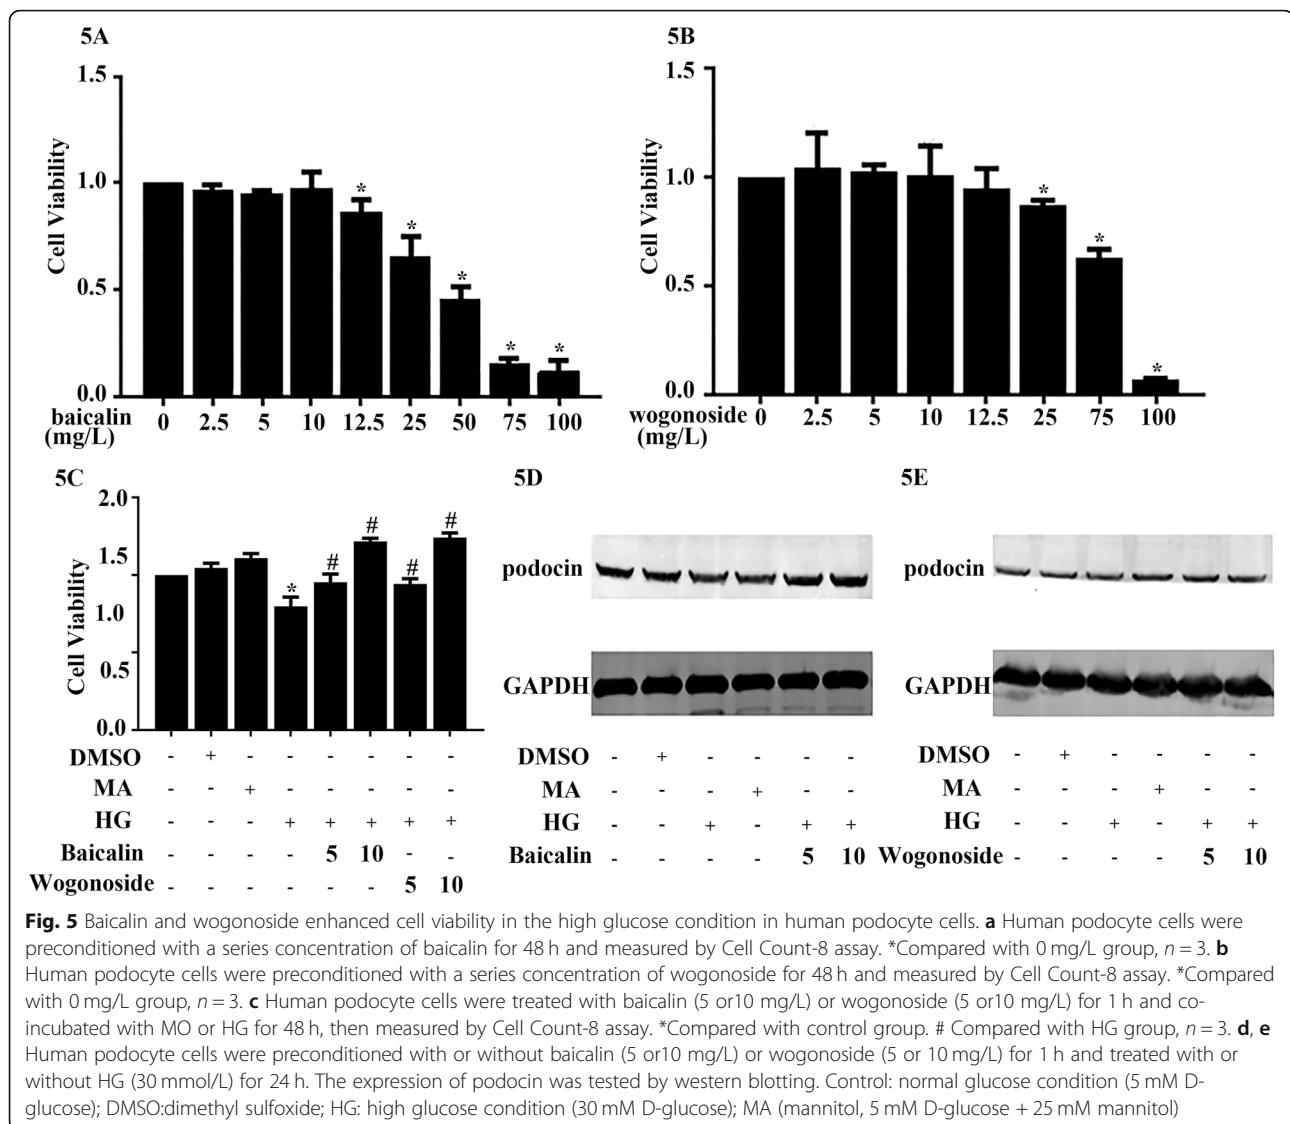 5A
1.5
1.0
0.5
0.0
Cell Viability
* * * * *
baicalin 0 2.5 5 10 12.5 25 50 75 100
(mg/L)
5B
1.5
1.0
0.5
0.0
Cell Viability
* * *
wogonoside 0 2.5 5 10 12.5 25 75 100
(mg/L)
5C
2.0
1.5
1.0
0.5
0.0
Cell Viability
* # # # #
DMSO - + - - - - - -
MA - - + - - - - -
HG - - - + + + + +
Baicalin - - - - 5 10 - -
Wogonoside - - - - - - 5 10
5D
podocin
GAPDH
DMSO - + - - - -
MA - - - + - -
HG - - + - + +
Baicalin - - - - 5 10
5E
podocin
GAPDH
DMSO - + - - - -
MA - - - + - -
HG - - + - + +
Wogonoside - - - - 5 10
Fig. 5 Baicalin and wogonoside enhanced cell viability in the high glucose condition in human podocyte cells. a Human podocyte cells were
preconditioned with a series concentration of baicalin for 48 h and measured by Cell Count-8 assay. *Compared with 0 mg/L group, n = 3. b
Human podocyte cells were preconditioned with a series concentration of wogonoside for 48 h and measured by Cell Count-8 assay. *Compared
with 0 mg/L group, n = 3. c Human podocyte cells were treated with baicalin (5 or10 mg/L) or wogonoside (5 or10 mg/L) for 1 h and co-
incubated with MO or HG for 48 h, then measured by Cell Count-8 assay. *Compared with control group. # Compared with HG group, n = 3. d, e
Human podocyte cells were preconditioned with or without baicalin (5 or10 mg/L) or wogonoside (5 or 10 mg/L) for 1 h and treated with or
without HG (30 mmol/L) for 24 h. The expression of podocin was tested by western blotting. Control: normal glucose condition (5 mM D-
glucose); DMSO:dimethyl sulfoxide; HG: high glucose condition (30 mM D-glucose); MA (mannitol, 5 mM D-glucose + 25 mM mannitol)